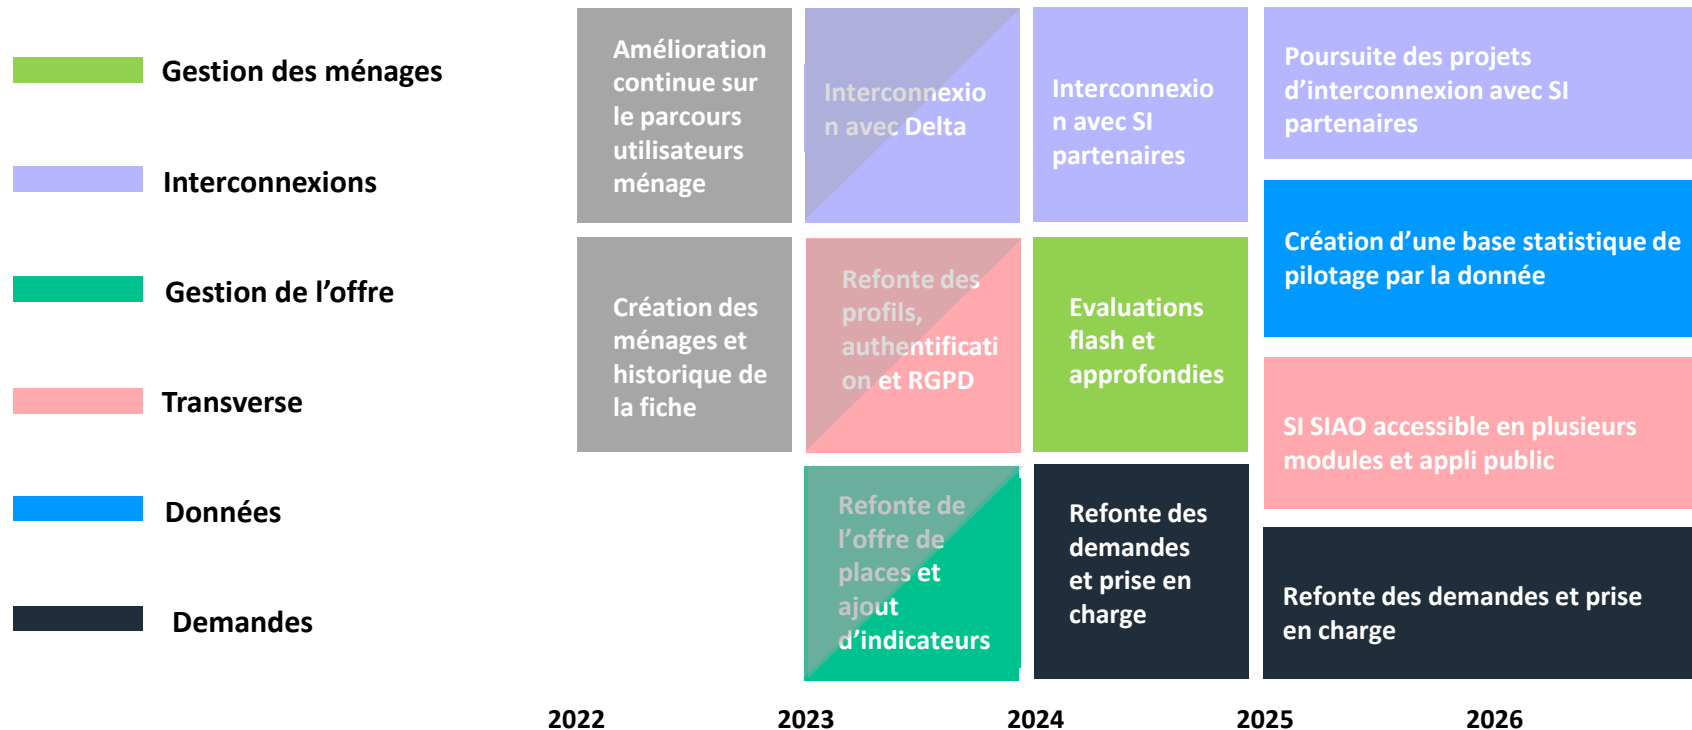 Gestion des ménages
Interconnexions
Gestion de l’offre
Transverse
Données
Demandes
Amélioration
continue sur
le parcours
utilisateurs
ménage
Création des
ménages et
historique de
la fiche
Interconnexio
n avec Delta
Refonte des
profils,
authentificati
on et RGPD
Refonte de
l’offre de
places et
ajout
d’indicateurs
Interconnexio
n avec SI
partenaires
Evaluations
flash et
approfondies
Refonte des
demandes
et prise en
charge
Poursuite des projets
d’interconnexion avec SI
partenaires
Création d’une base statistique de
pilotage par la donnée
SI SIAO accessible en plusieurs
modules et appli public
Refonte des demandes et prise
en charge
2022
2023
2024
2025
2026